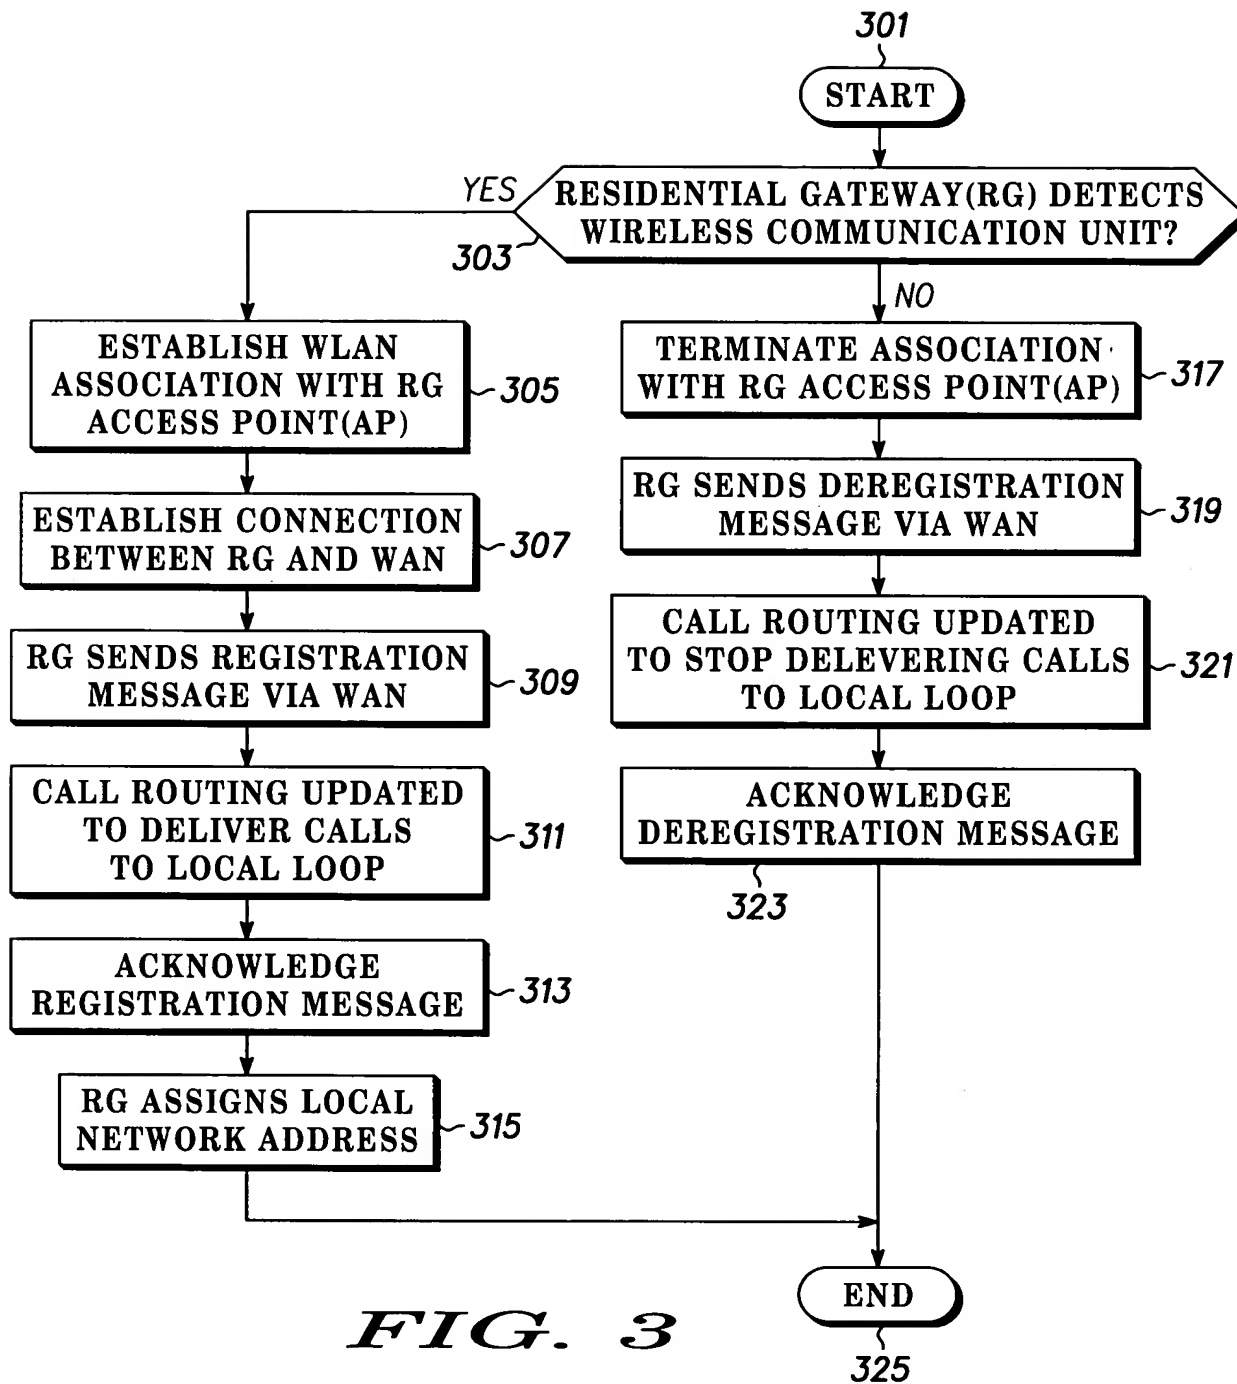 301
START
RESIDENTIAL GATEWAY(RG) DETECTS
WIRELESS COMMUNICATION UNIT?
303
YES
NO
ESTABLISH WLAN
ASSOCIATION WITH RG
ACCESS POINT(AP)
305
ESTABLISH CONNECTION
BETWEEN RG AND WAN
307
RG SENDS REGISTRATION
MESSAGE VIA WAN
309
CALL ROUTING UPDATED
TO DELIVER CALLS
TO LOCAL LOOP
311
ACKNOWLEDGE
REGISTRATION MESSAGE
313
RG ASSIGNS LOCAL
NETWORK ADDRESS
315
TERMINATE ASSOCIATION
WITH RG ACCESS POINT(AP)
317
RG SENDS DEREGISTRATION
MESSAGE VIA WAN
319
CALL ROUTING UPDATED
TO STOP DELEVERING CALLS
TO LOCAL LOOP
321
ACKNOWLEDGE
DEREGISTRATION MESSAGE
323
END
325
FIG. 3